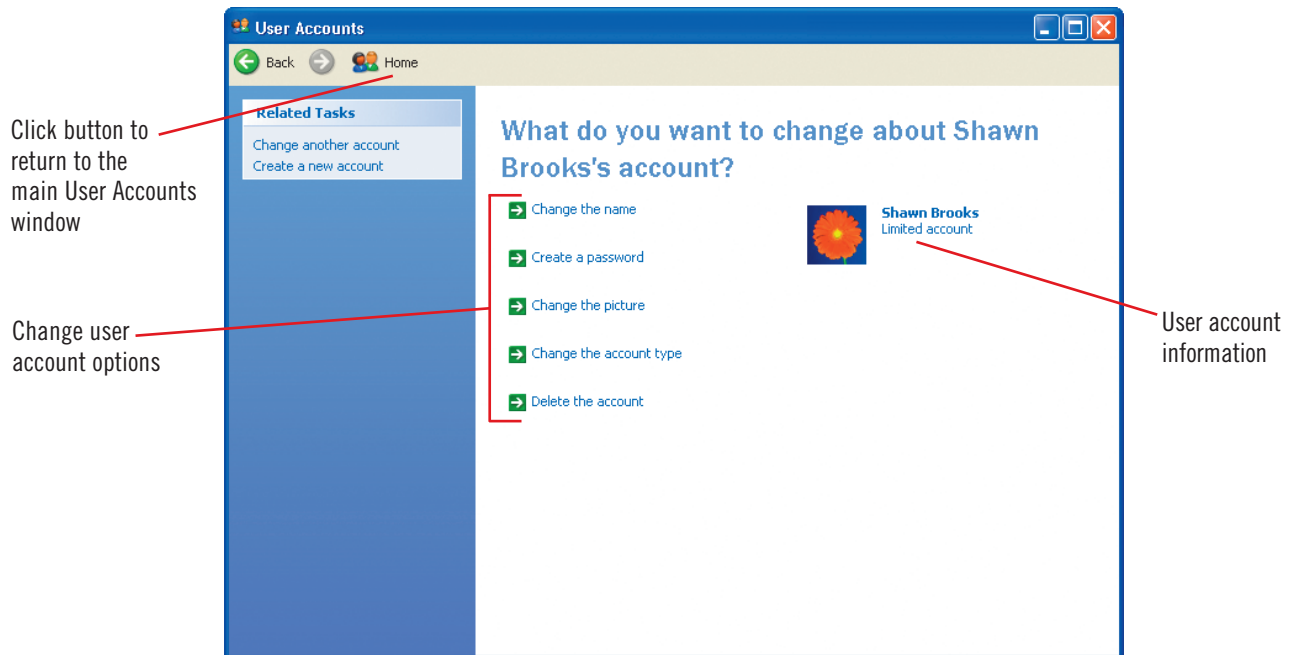 User Accounts
Back
Home
Click button to
return to the
main User Accounts
window
Related Tasks
Change another account
Create a new account
What do you want to change about Shawn
Brooks's account?
Change the name
Create a password
Change the picture
Change the account type
Delete the account
Shawn Brooks
Limited account
Change user
account options
User account
information